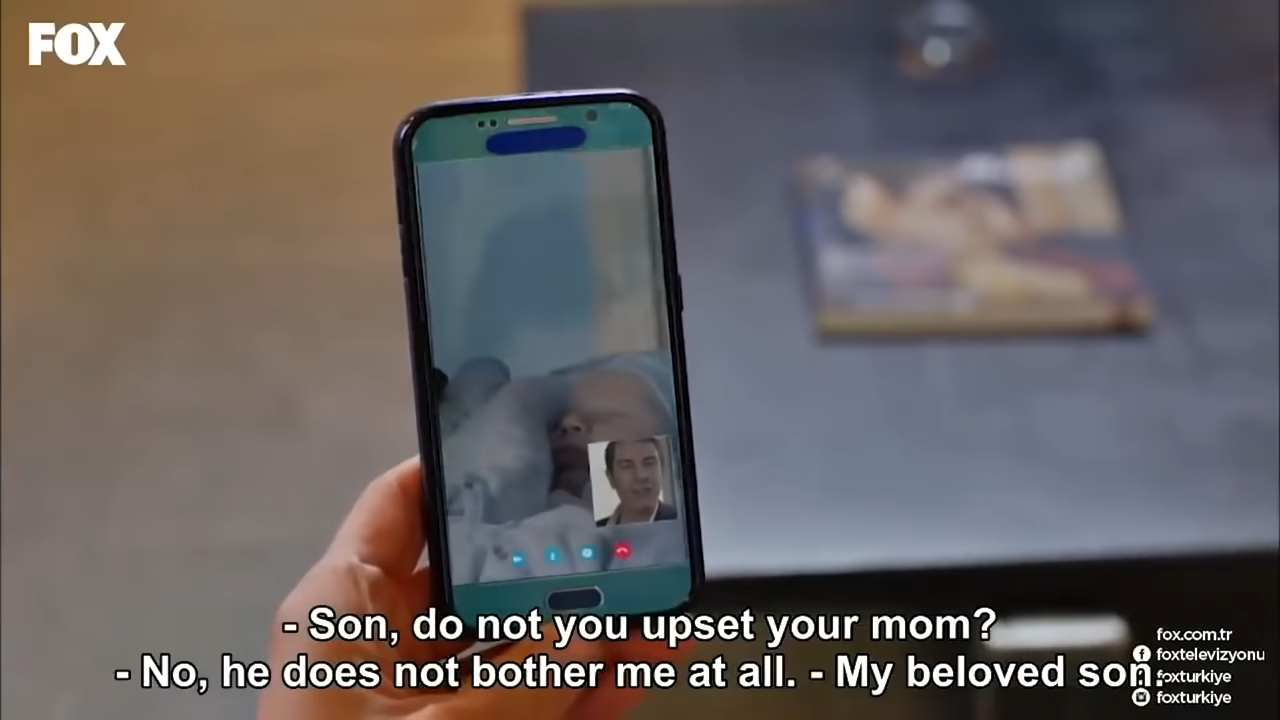 FOX
- Son, do not you upset your mom?
- No, he does not bother me at all. - My beloved son.
fox.com.tr
foxtelevizyonu
foxturkiye
foxturkiye